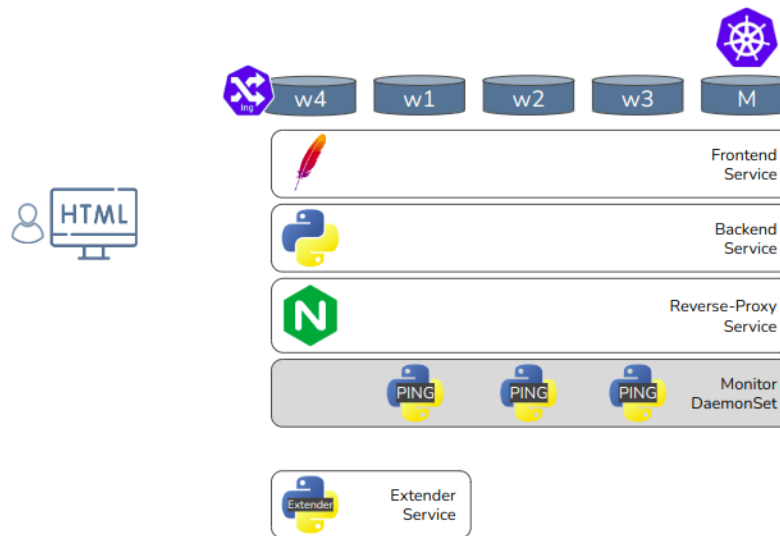 ing
w4
w1
w2
w3
M
HTML
Frontend
Service
Backend
Service
N
Reverse-Proxy
Service
PING
PING
PING
Monitor
DaemonSet
Extender
Extender
Service